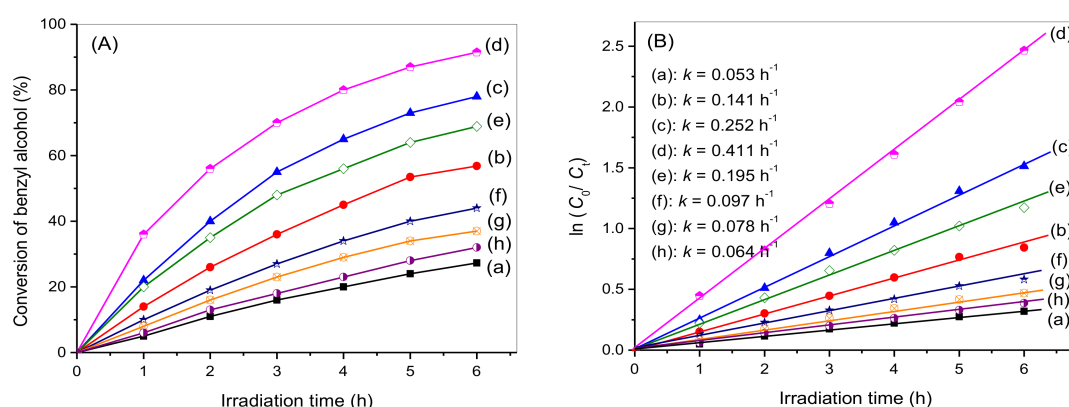 (A)
Conversion of benzyl alcohol (%)
100
80
60
40
20
0
0 1 2 3 4 5 6
Irradiation time (h)
(d)
(c)
(e)
(b)
(f)
(g)
(h)
(a)
(B)
ln ( C₀/ Cₜ)
2.5
2.0
1.5
1.0
0.5
0.0
0 1 2 3 4 5 6
Irradiation time (h)
(a): k = 0.053 h⁻¹
(b): k = 0.141 h⁻¹
(c): k = 0.252 h⁻¹
(d): k = 0.411 h⁻¹
(e): k = 0.195 h⁻¹
(f): k = 0.097 h⁻¹
(g): k = 0.078 h⁻¹
(h): k = 0.064 h⁻¹
(d)
(c)
(e)
(b)
(f)
(g)
(h)
(a)